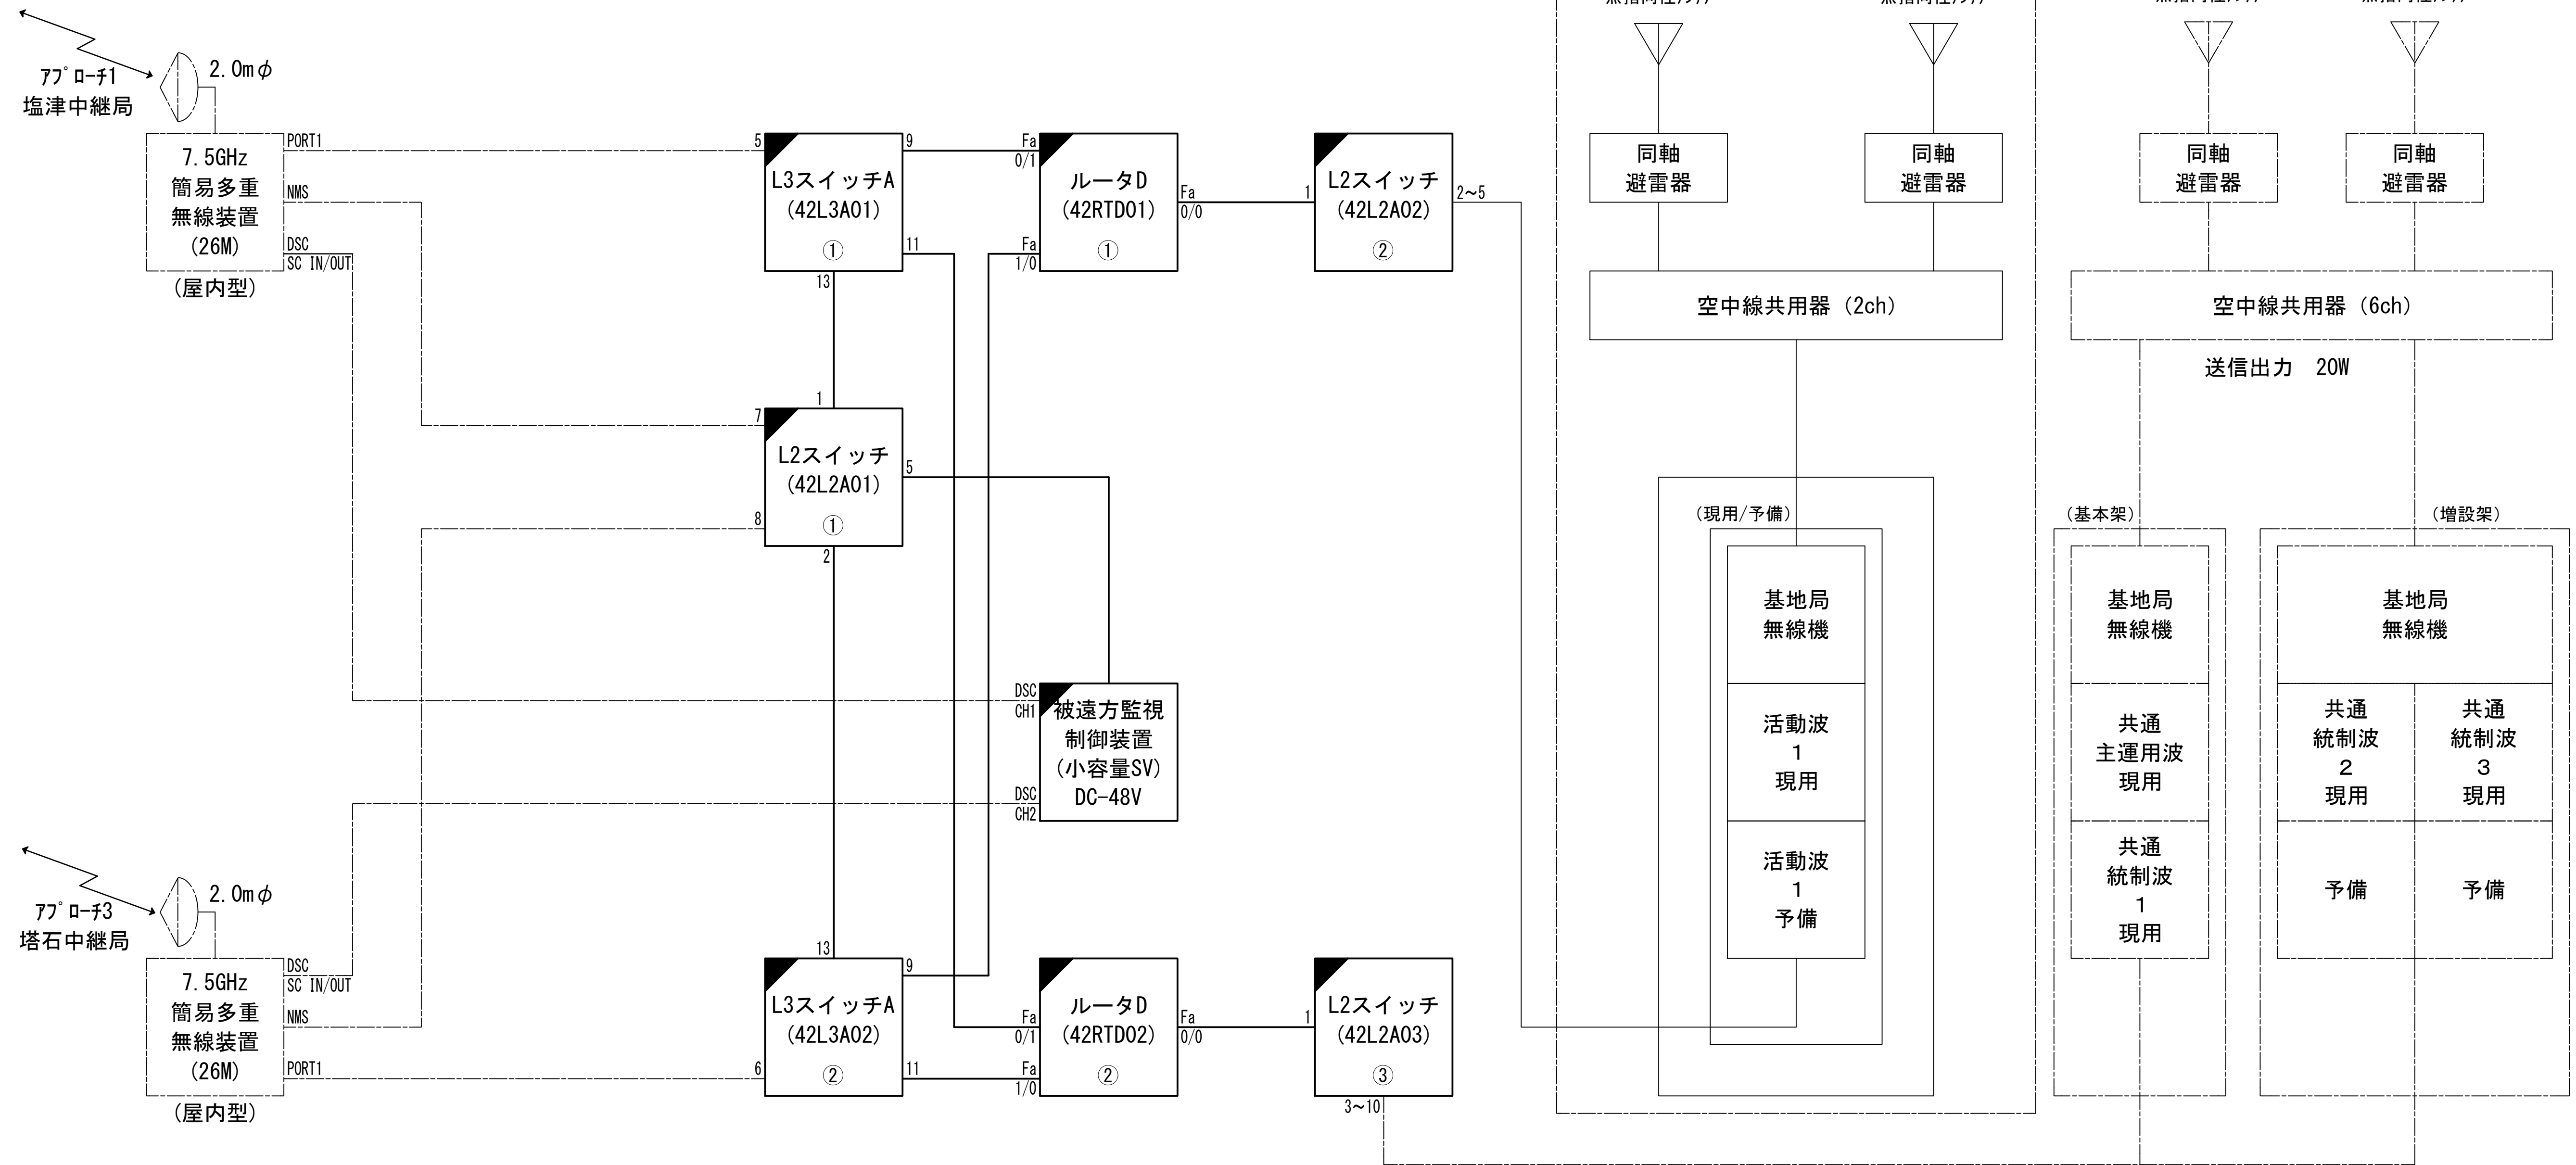 アプローチ1
塩津中継局
2.0mφ
7.5GHz
簡易多重
無線装置
(26M)
(屋内型)
PORT1
NMS
DSC
SC IN/OUT
5
L3スイッチA
(42L3A01)
①
9
11
13
Fa
0/1
Fa
1/0
ルータD
(42RTD01)
①
Fa
0/0
1
L2スイッチ
(42L2A02)
②
2~5
1
7
L2スイッチ
(42L2A01)
①
5
8
2
DSC
CH1
被遠方監視
制御装置
(小容量SV)
DC-48V
DSC
CH2
アプローチ3
塔石中継局
2.0mφ
7.5GHz
簡易多重
無線装置
(26M)
(屋内型)
DSC
SC IN/OUT
NMS
PORT1
13
6
L3スイッチA
(42L3A02)
②
9
11
Fa
0/1
Fa
1/0
ルータD
(42RTD02)
②
Fa
0/0
1
L2スイッチ
(42L2A03)
③
3~10
同軸
避雷器
同軸
避雷器
空中線共用器(2ch)
(現用/予備)
基地局
無線機
活動波
1
現用
活動波
1
予備
同軸
避雷器
同軸
避雷器
空中線共用器(6ch)
送信出力 20W
(基本架)
基地局
無線機
共通
主運用波
現用
共通
統制波
1
現用
(増設架)
基地局
無線機
共通
統制波
2
現用
共通
統制波
3
現用
予備
予備